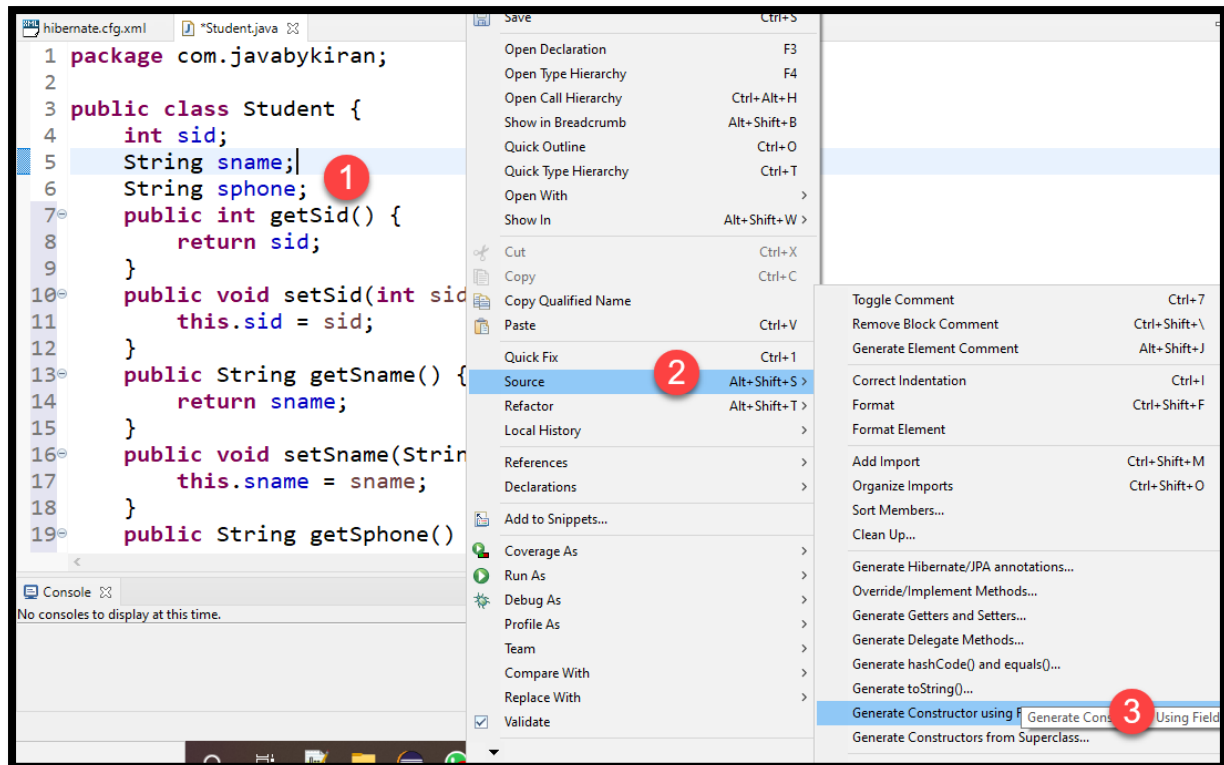 hibernate.cfg.xml *Student.java
1 package com.javabykiran;
2
3 public class Student {
4 int sid;
5 String sname;
6 String sphone;
7 public int getSid() {
8 return sid;
9 }
10 public void setSid(int sid
11 this.sid = sid;
12 }
13 public String getSname() {
14 return sname;
15 }
16 public void setSname(Strin
17 this.sname = sname;
18 }
19 public String getSphone()
1
Console
No consoles to display at this time.
Save Ctrl+S
Open Declaration F3
Open Type Hierarchy F4
Open Call Hierarchy Ctrl+Alt+H
Show in Breadcrumb Alt+Shift+B
Quick Outline Ctrl+O
Quick Type Hierarchy Ctrl+T
Open With >
Show In Alt+Shift+W >
Cut Ctrl+X
Copy Ctrl+C
Copy Qualified Name
Paste Ctrl+V
Quick Fix Ctrl+1
Source 2 Alt+Shift+S >
Refactor Alt+Shift+T >
Local History >
References >
Declarations >
Add to Snippets...
Coverage As >
Run As >
Debug As >
Profile As >
Team >
Compare With >
Replace With >
Validate
Toggle Comment Ctrl+7
Remove Block Comment Ctrl+Shift+\
Generate Element Comment Alt+Shift+J
Correct Indentation Ctrl+I
Format Ctrl+Shift+F
Format Element
Add Import Ctrl+Shift+M
Organize Imports Ctrl+Shift+O
Sort Members...
Clean Up...
Generate Hibernate/JPA annotations...
Override/Implement Methods...
Generate Getters and Setters...
Generate Delegate Methods...
Generate hashCode() and equals()...
Generate toString()...
Generate Constructor using F Generate Cons 3 Using Field
Generate Constructors from Superclass...